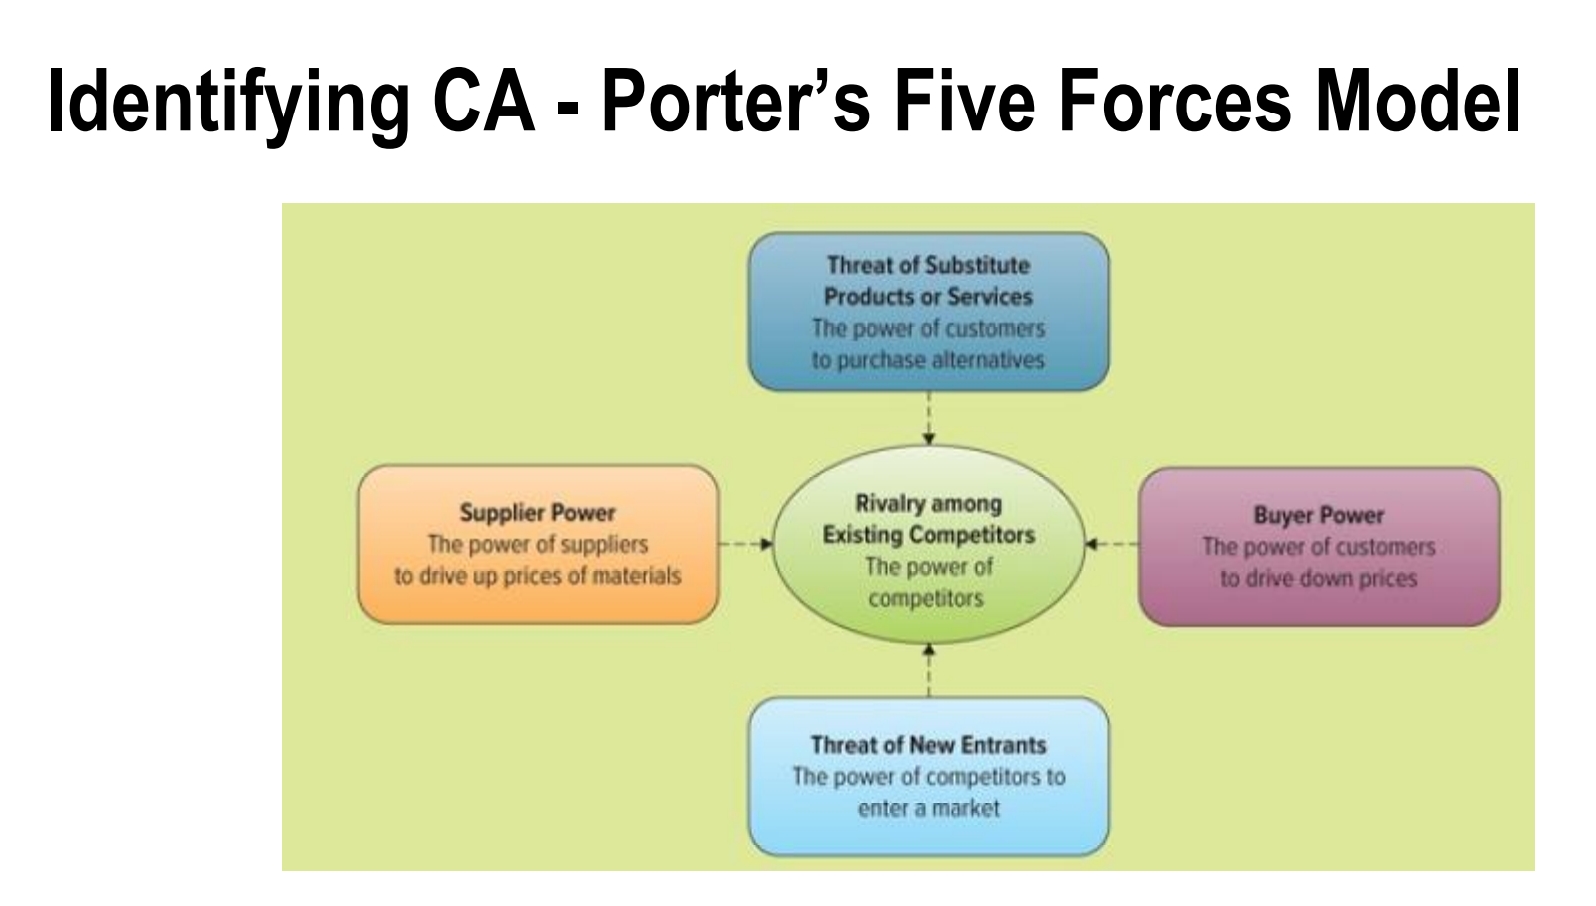 Identifying CA - Porter’s Five Forces Model
Threat of Substitute
Products or Services
The power of customers
to purchase alternatives
Supplier Power
The power of suppliers
to drive up prices of materials
Rivalry among
Existing Competitors
The power of
competitors
Buyer Power
The power of customers
to drive down prices
Threat of New Entrants
The power of competitors to
enter a market